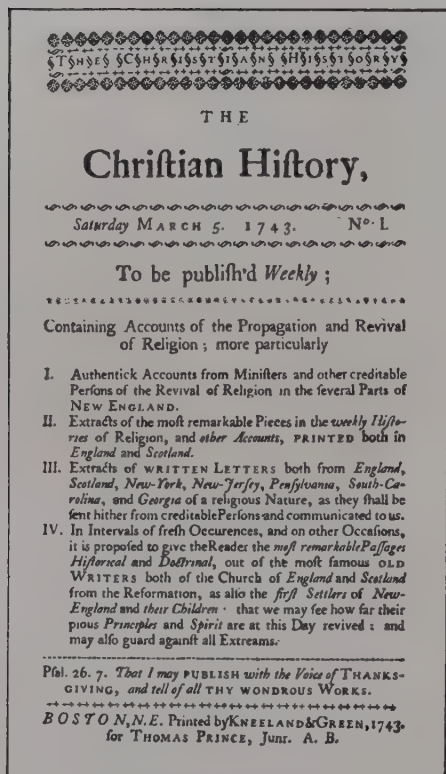 §T§H§E§ §C§H§R§I§S§T§I§A§N§ §H§I§S§T§O§R§Y§
THE
Chriſtian Hiſtory,
Saturday MARCH 5. 1743. No. I.
To be publiſh'd Weekly ;
Containing Accounts of the Propagation and Revival
of Religion ; more particularly
I. Authentick Accounts from Miniſters and other creditable
Perſons of the Revival of Religion in the ſeveral Parts of
NEW ENGLAND.
II. Extracts of the moſt remarkable Pieces in the weekly Hiſto-
ries of Religion, and other Accounts, PRINTED both in
England and Scotland.
III. Extracts of WRITTEN LETTERS both from England,
Scotland, New-York, New-Jerſey, Penſylvania, South-Ca-
rolina, and Georgia of a religious Nature, as they ſhall be
ſent hither from creditable Perſons and communicated to us.
IV. In Intervals of freſh Occurences, and on other Occaſions,
it is propoſed to give the Reader the moſt remarkable Paſſages
Hiſtorical and Doctrinal, out of the moſt famous OLD
WRITERS both of the Church of England and Scotland
from the Reformation, as alſo the firſt Settlers of New-
England and their Children · that we may ſee how far their
pious Principles and Spirit are at this Day revived : and
may alſo guard againſt all Extreams.
Pſal. 26. 7. That I may PUBLISH with the Voice of THANKS-
GIVING, and tell of all THY WONDROUS WORKS.
BOSTON, N.E. Printed by KNEELAND & GREEN, 1743.
for THOMAS PRINCE, Junr. A. B.